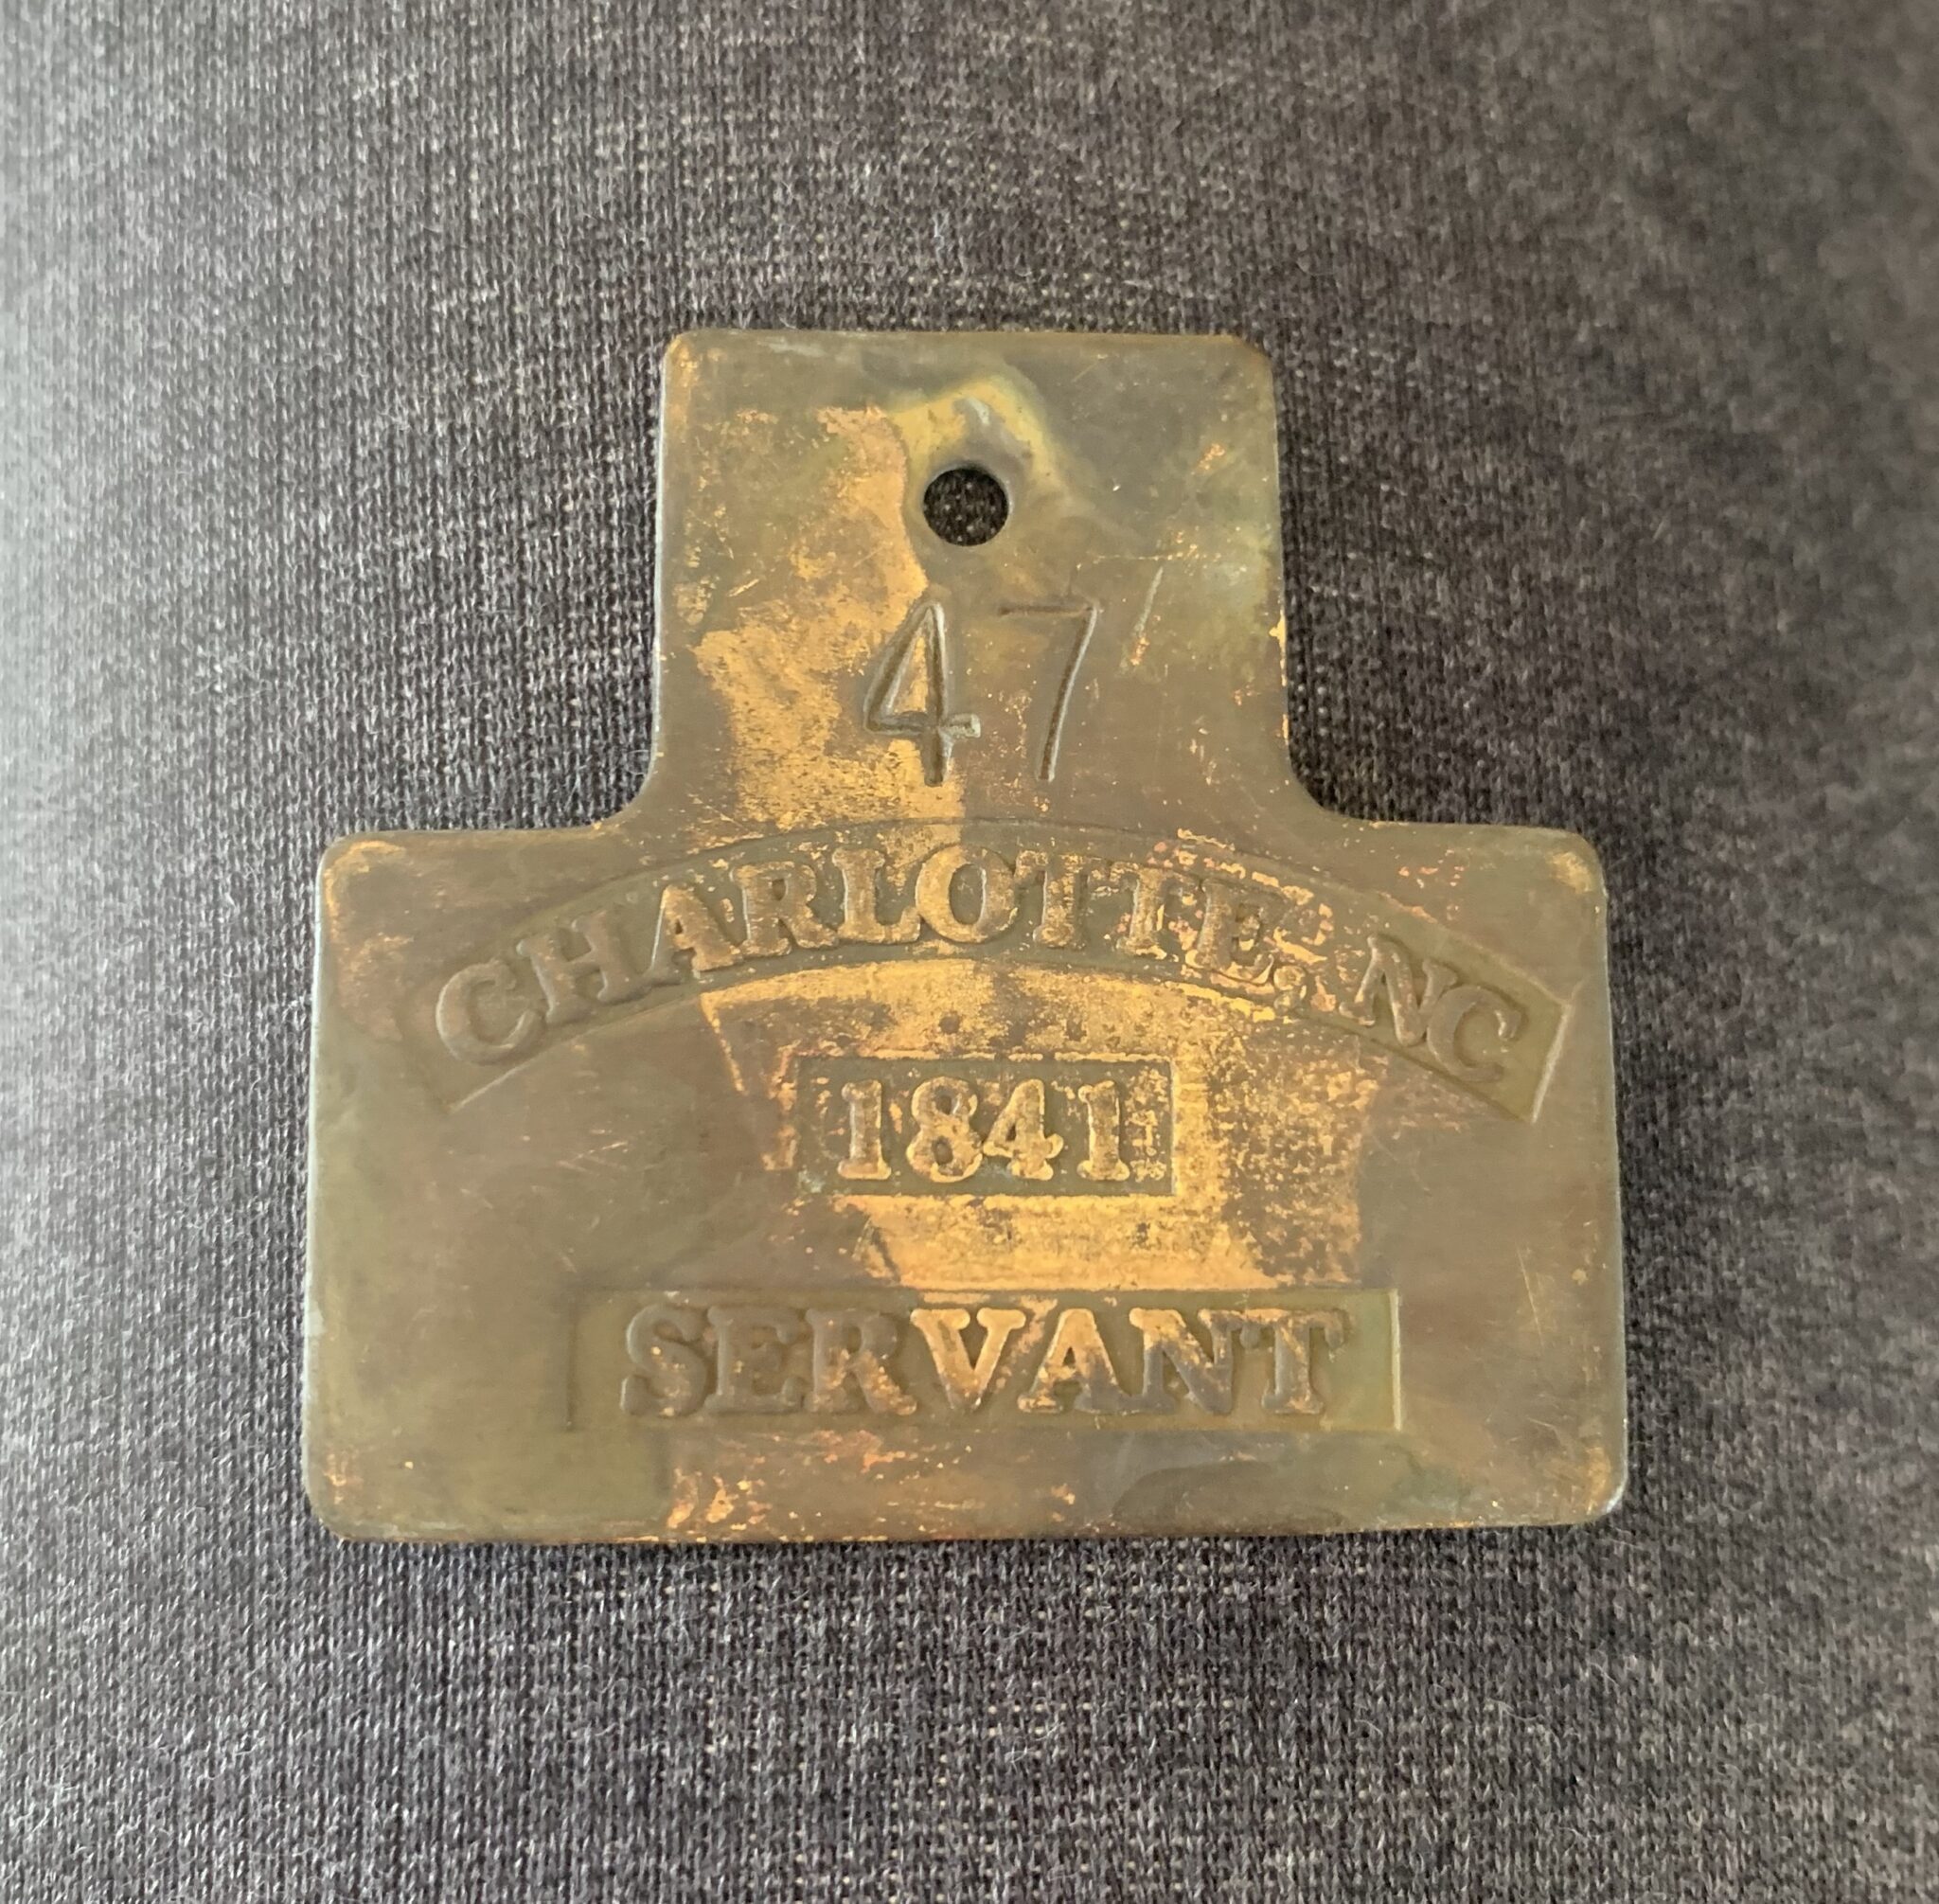 47
CHARLOTTE, NC
1841
SERVANT